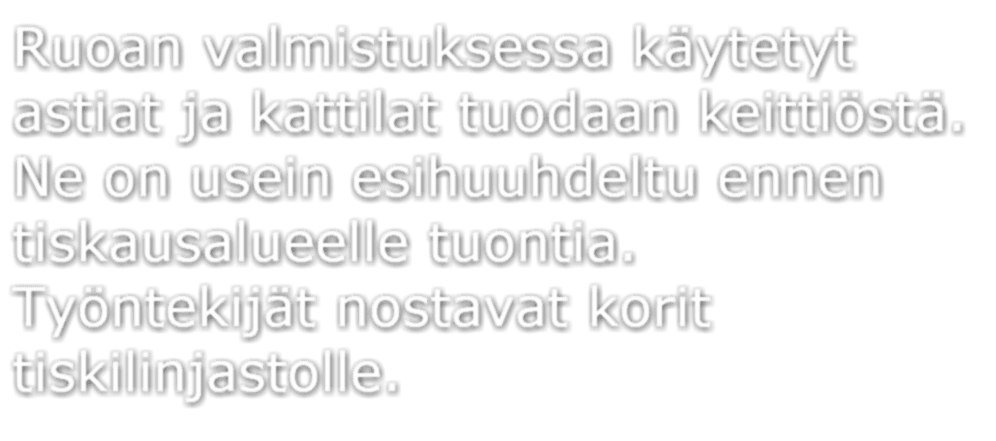 Ruoan valmistuksessa käytetyt
astiat ja kattilat tuodaan keittiöstä.
Ne on usein esihuuhdeltu ennen
tiskausalueelle tuontia.
Työntekijät nostavat korit
tiskilinjastolle.